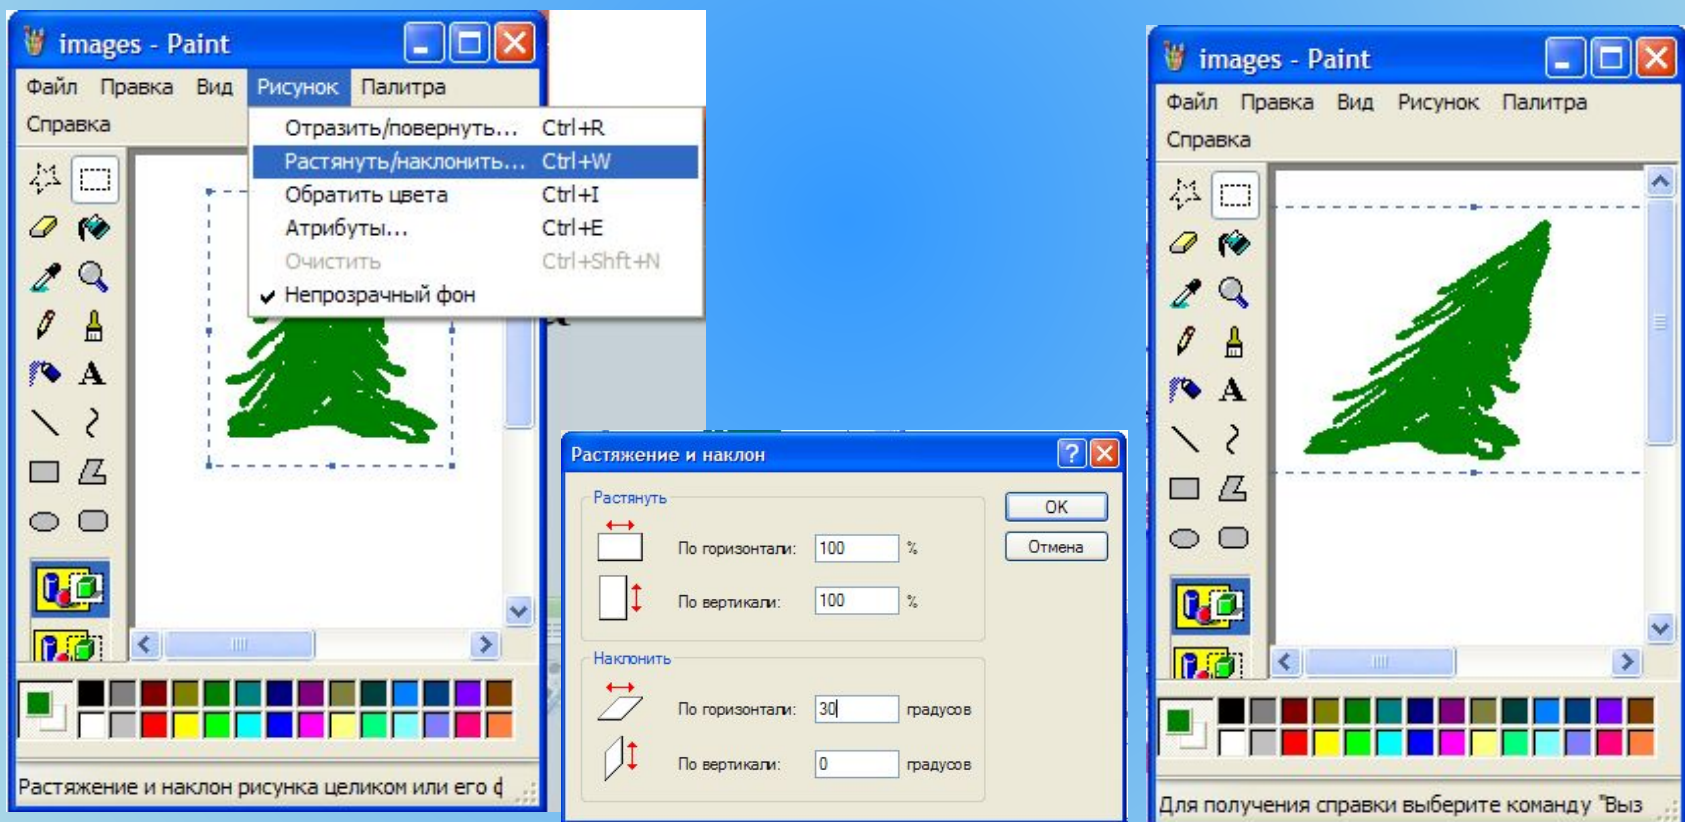 images - Paint
Файл Правка Вид Рисунок Палитра
Справка
Отразить/повернуть... Ctrl+R
Растянуть/наклонить... Ctrl+W
Обратить цвета Ctrl+I
Атрибуты... Ctrl+E
Очистить Ctrl+Shft+N
Непрозрачный фон
A
Растяжение и наклон рисунка целиком или его ф
Растяжение и наклон
Растянуть
По горизонтали: 100 %
По вертикали: 100 %
Наклонить
По горизонтали: 30 градусов
По вертикали: 0 градусов
OK
Отмена
images - Paint
Файл Правка Вид Рисунок Палитра
Справка
A
Для получения справки выберите команду "Выз